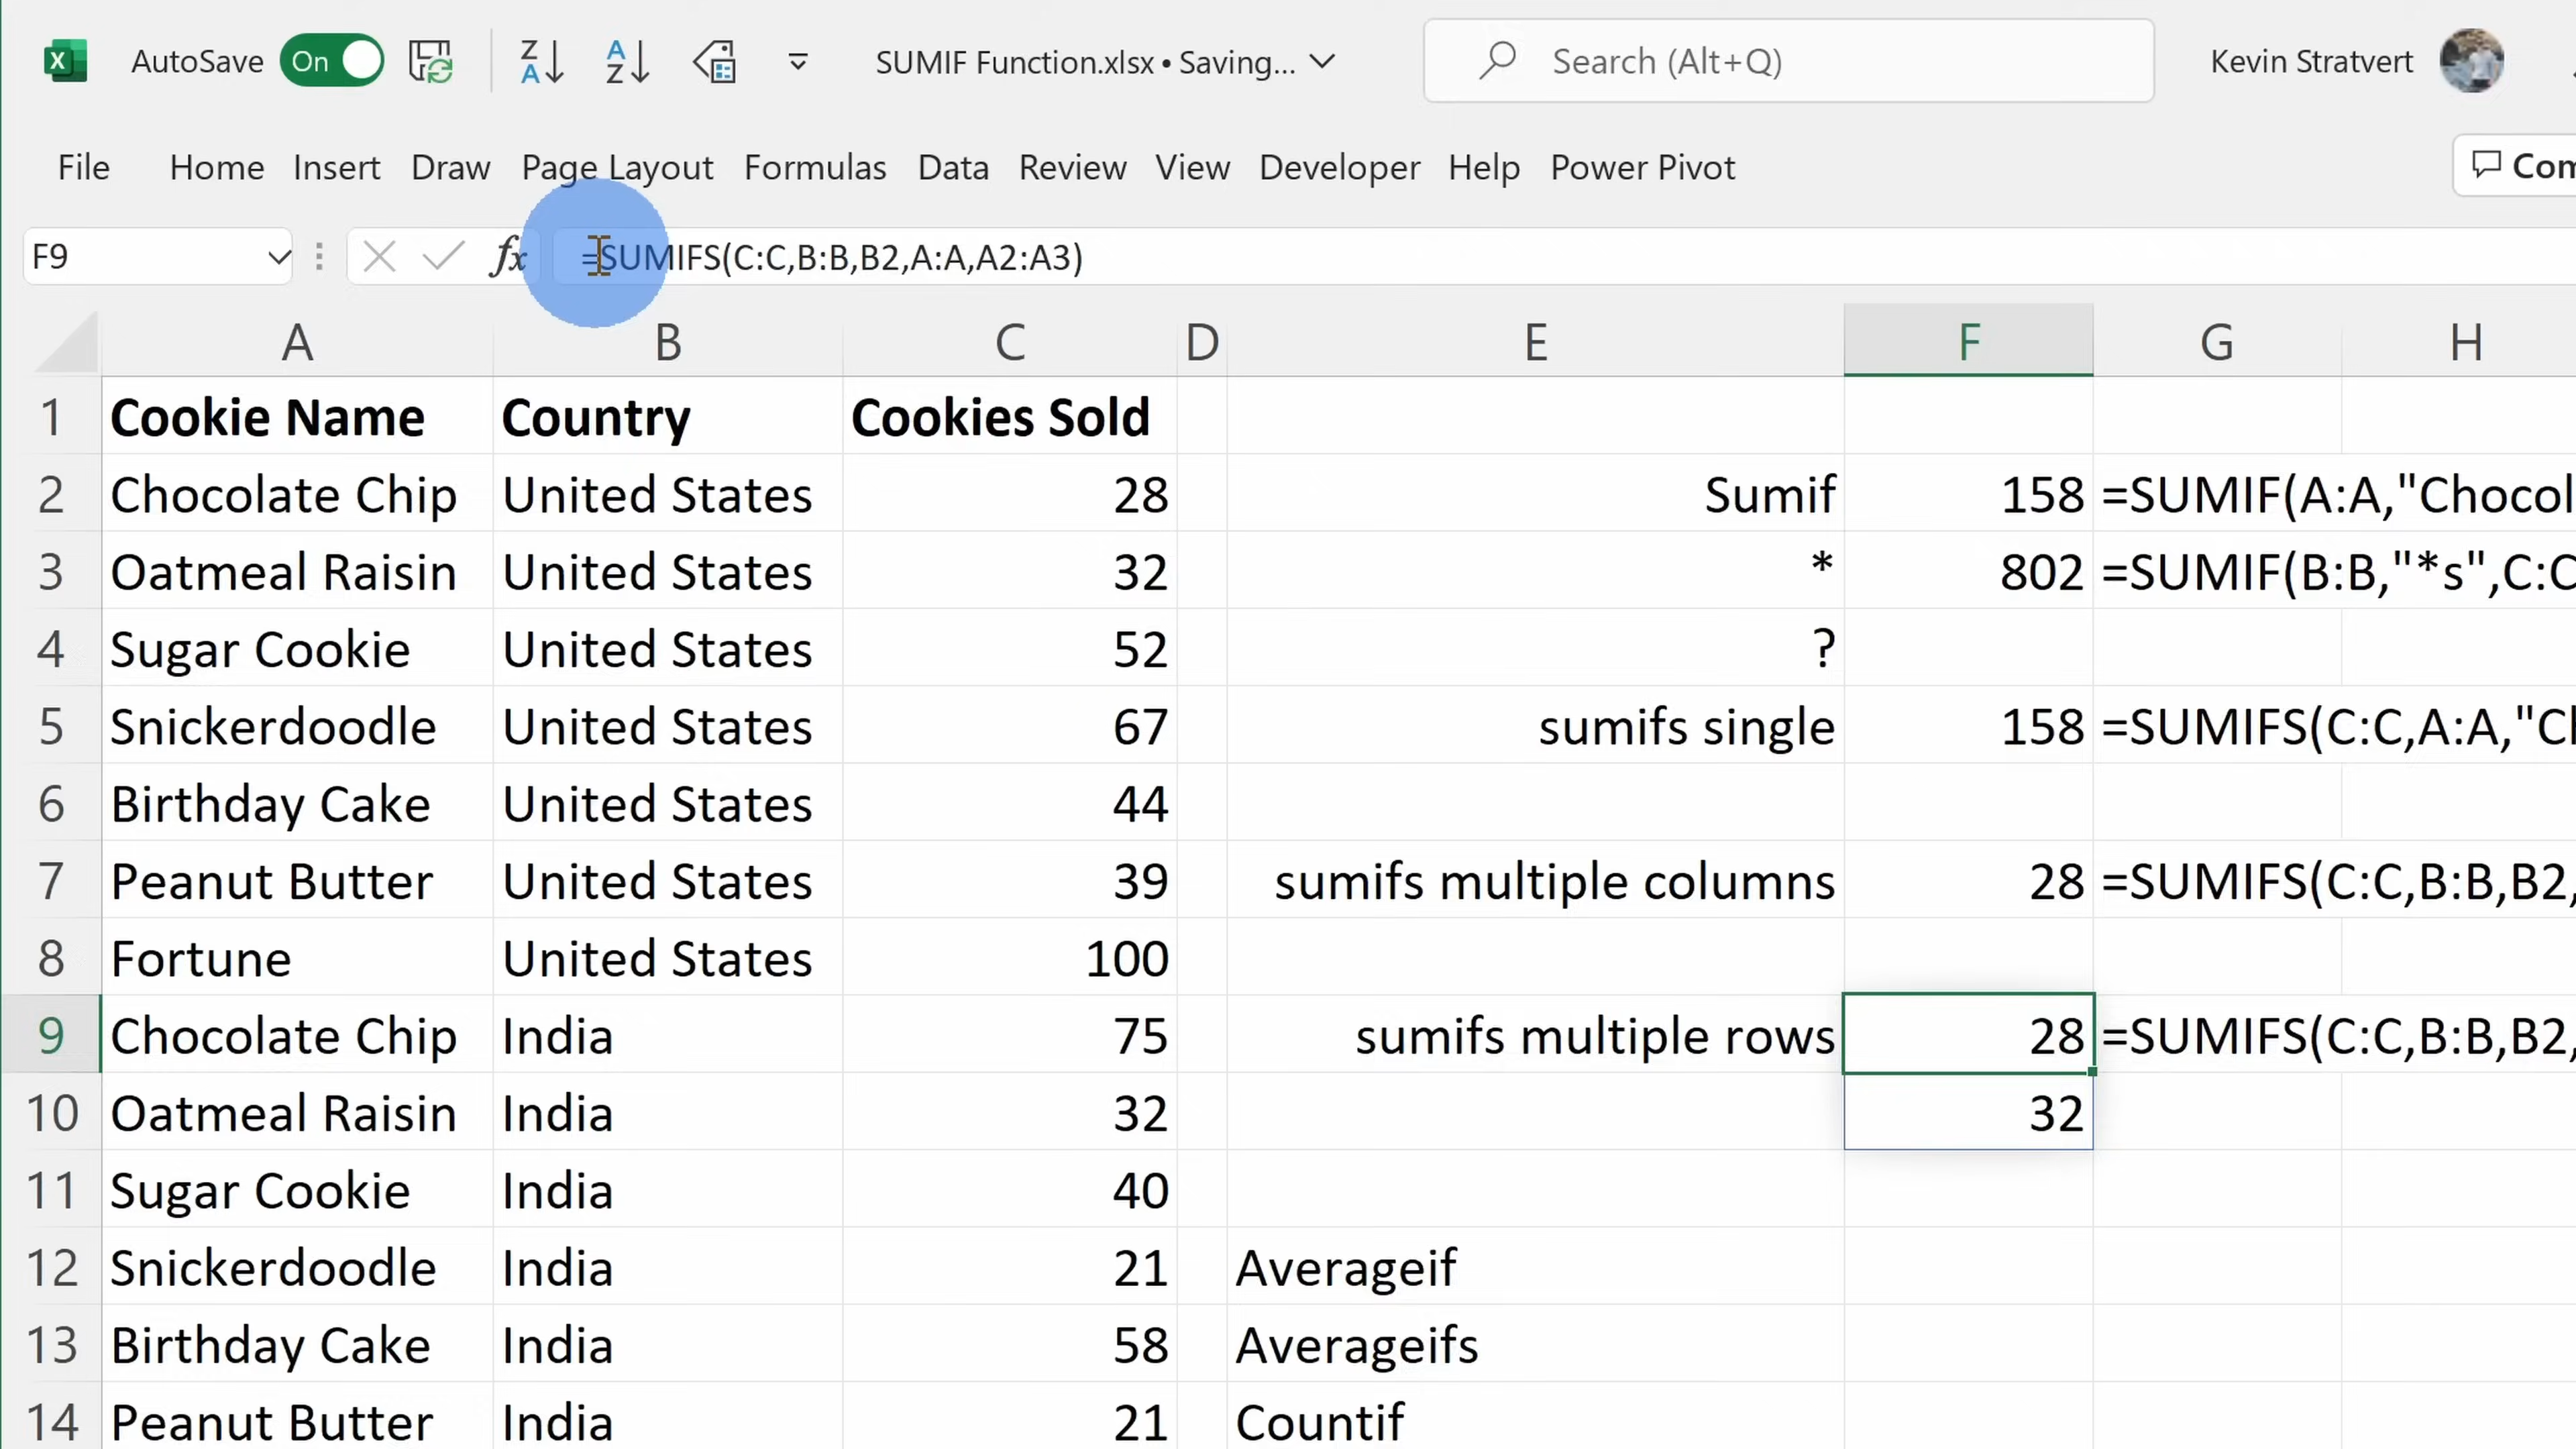 AutoSave On SUMIF Function.xlsx • Saving... Search (Alt+Q) Kevin Stratvert
File Home Insert Draw Page Layout Formulas Data Review View Developer Help Power Pivot Com
F9 fx =SUMIFS(C:C,B:B,B2,A:A,A2:A3)
A B C D E F G H
1 Cookie Name Country Cookies Sold
2 Chocolate Chip United States 28 Sumif 158 =SUMIF(A:A,"Chocol
3 Oatmeal Raisin United States 32 * 802 =SUMIF(B:B,"*s",C:C
4 Sugar Cookie United States 52 ?
5 Snickerdoodle United States 67 sumifs single 158 =SUMIFS(C:C,A:A,"Ch
6 Birthday Cake United States 44
7 Peanut Butter United States 39 sumifs multiple columns 28 =SUMIFS(C:C,B:B,B2,
8 Fortune United States 100
9 Chocolate Chip India 75 sumifs multiple rows 28 =SUMIFS(C:C,B:B,B2,
10 Oatmeal Raisin India 32 32
11 Sugar Cookie India 40
12 Snickerdoodle India 21 Averageif
13 Birthday Cake India 58 Averageifs
14 Peanut Butter India 21 Countif